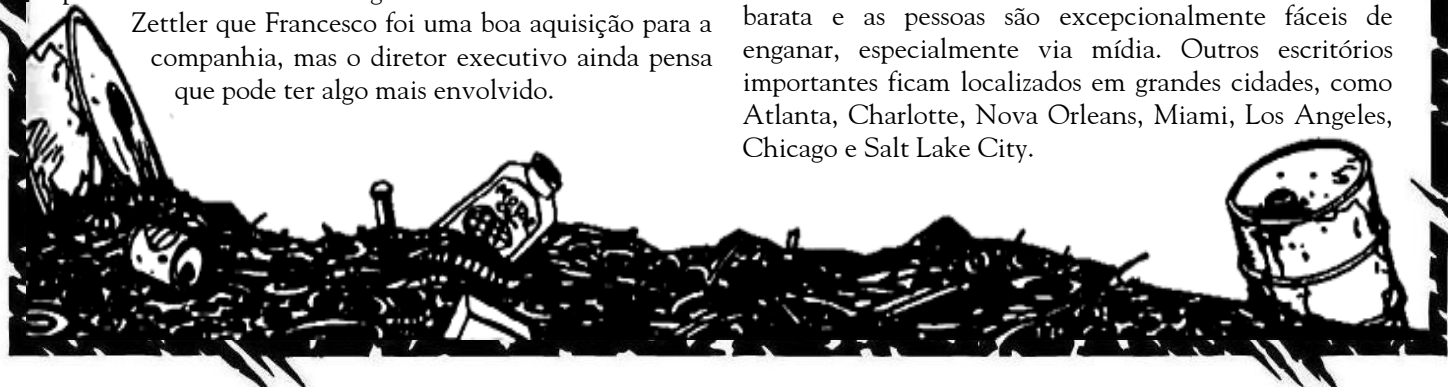 Zettler que Francesco foi uma boa aquisição para a
companhia, mas o diretor executivo ainda pensa
que pode ter algo mais envolvido.
barata e as pessoas são excepcionalmente fáceis de
enganar, especialmente via mídia. Outros escritórios
importantes ficam localizados em grandes cidades, como
Atlanta, Charlotte, Nova Orleans, Miami, Los Angeles,
Chicago e Salt Lake City.